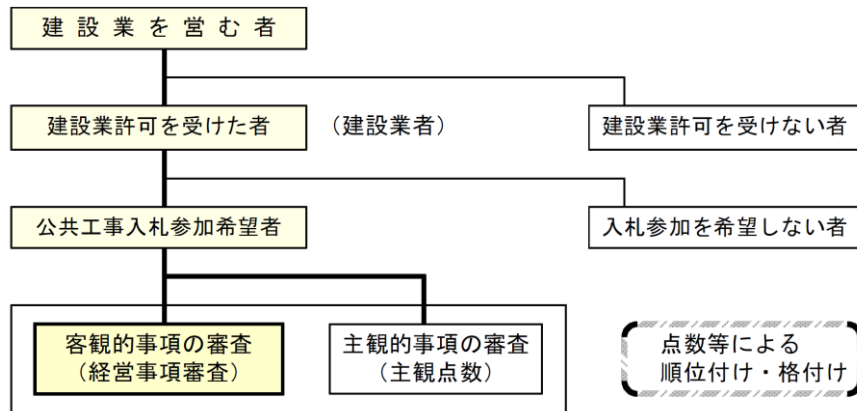 建設業を営む者
建設業許可を受けた者
（建設業者）
建設業許可を受けない者
公共工事入札参加希望者
入札参加を希望しない者
客観的事項の審査
（経営事項審査）
主観的事項の審査
（主観点数）
点数等による
順位付け・格付け